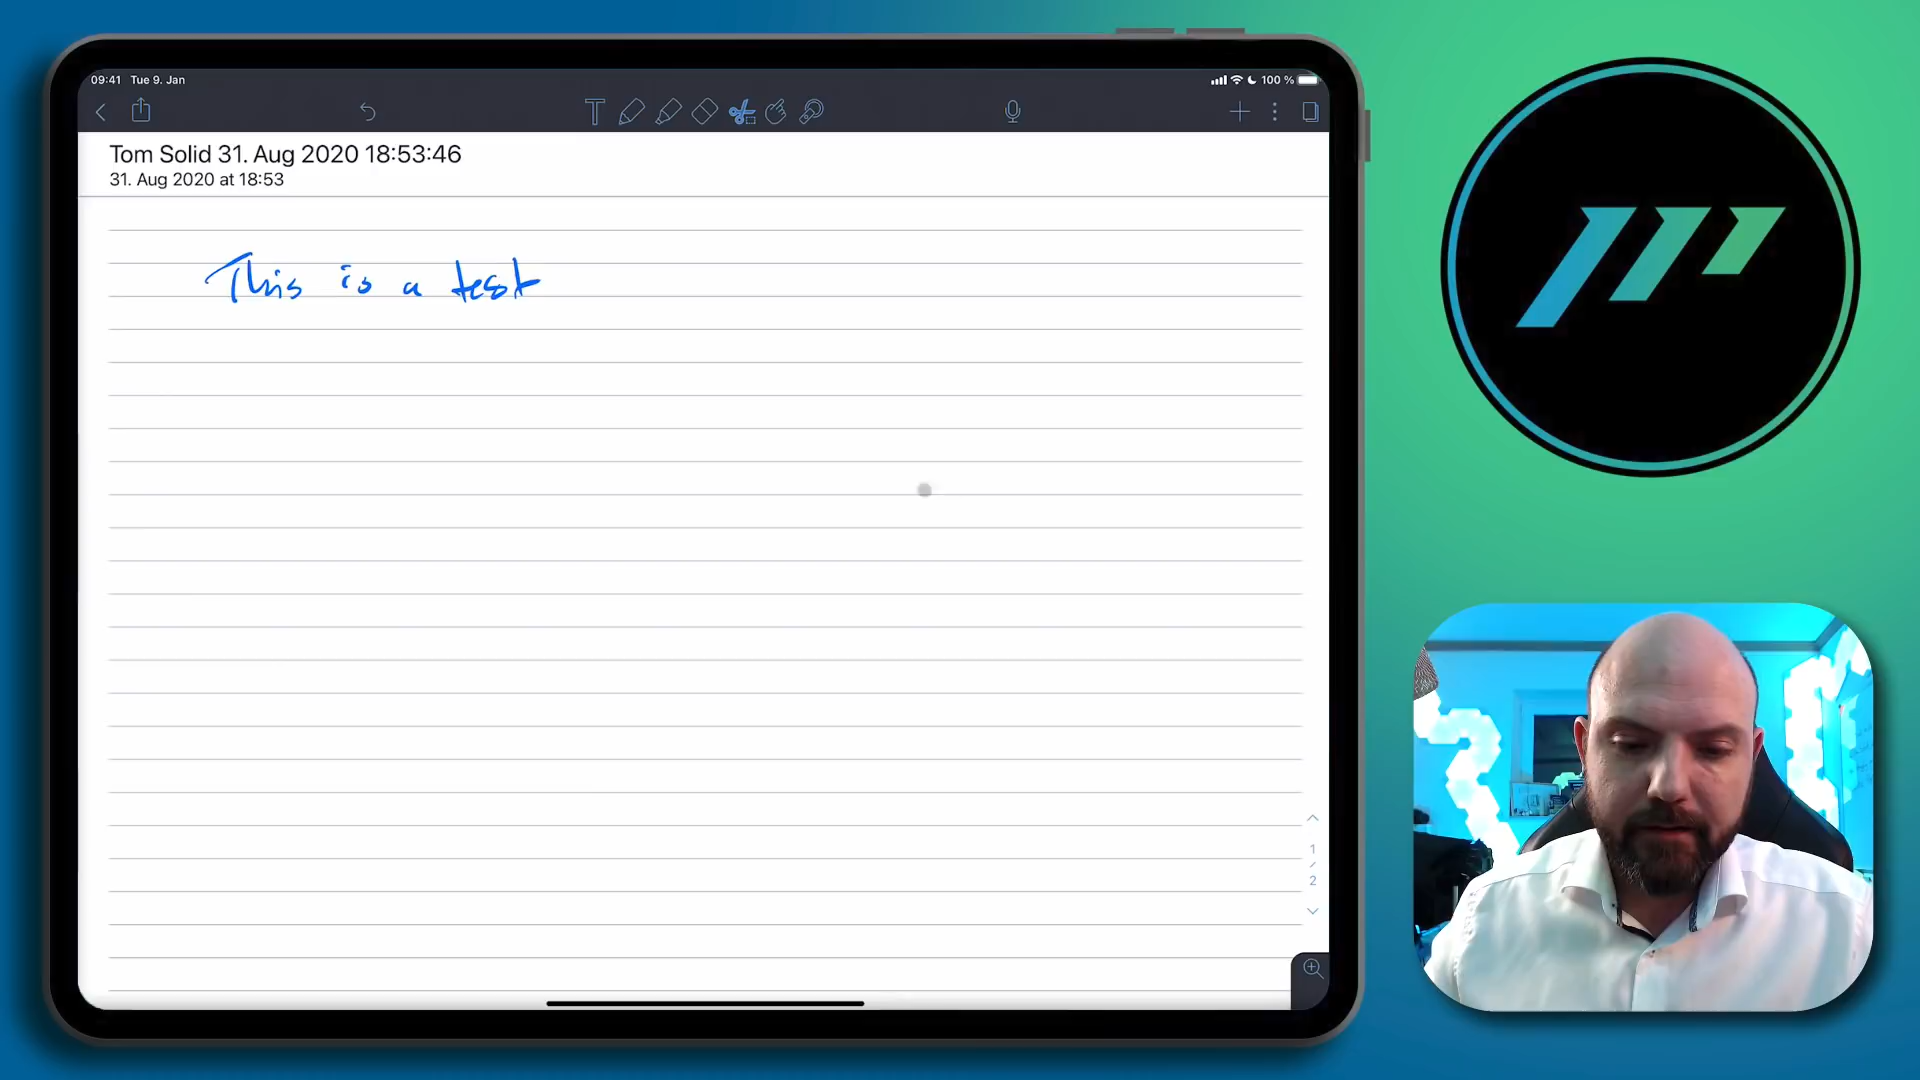 09:41 Tue 9. Jan 100 %
Tom Solid 31. Aug 2020 18:53:46
31. Aug 2020 at 18:53
This is a test
1
2